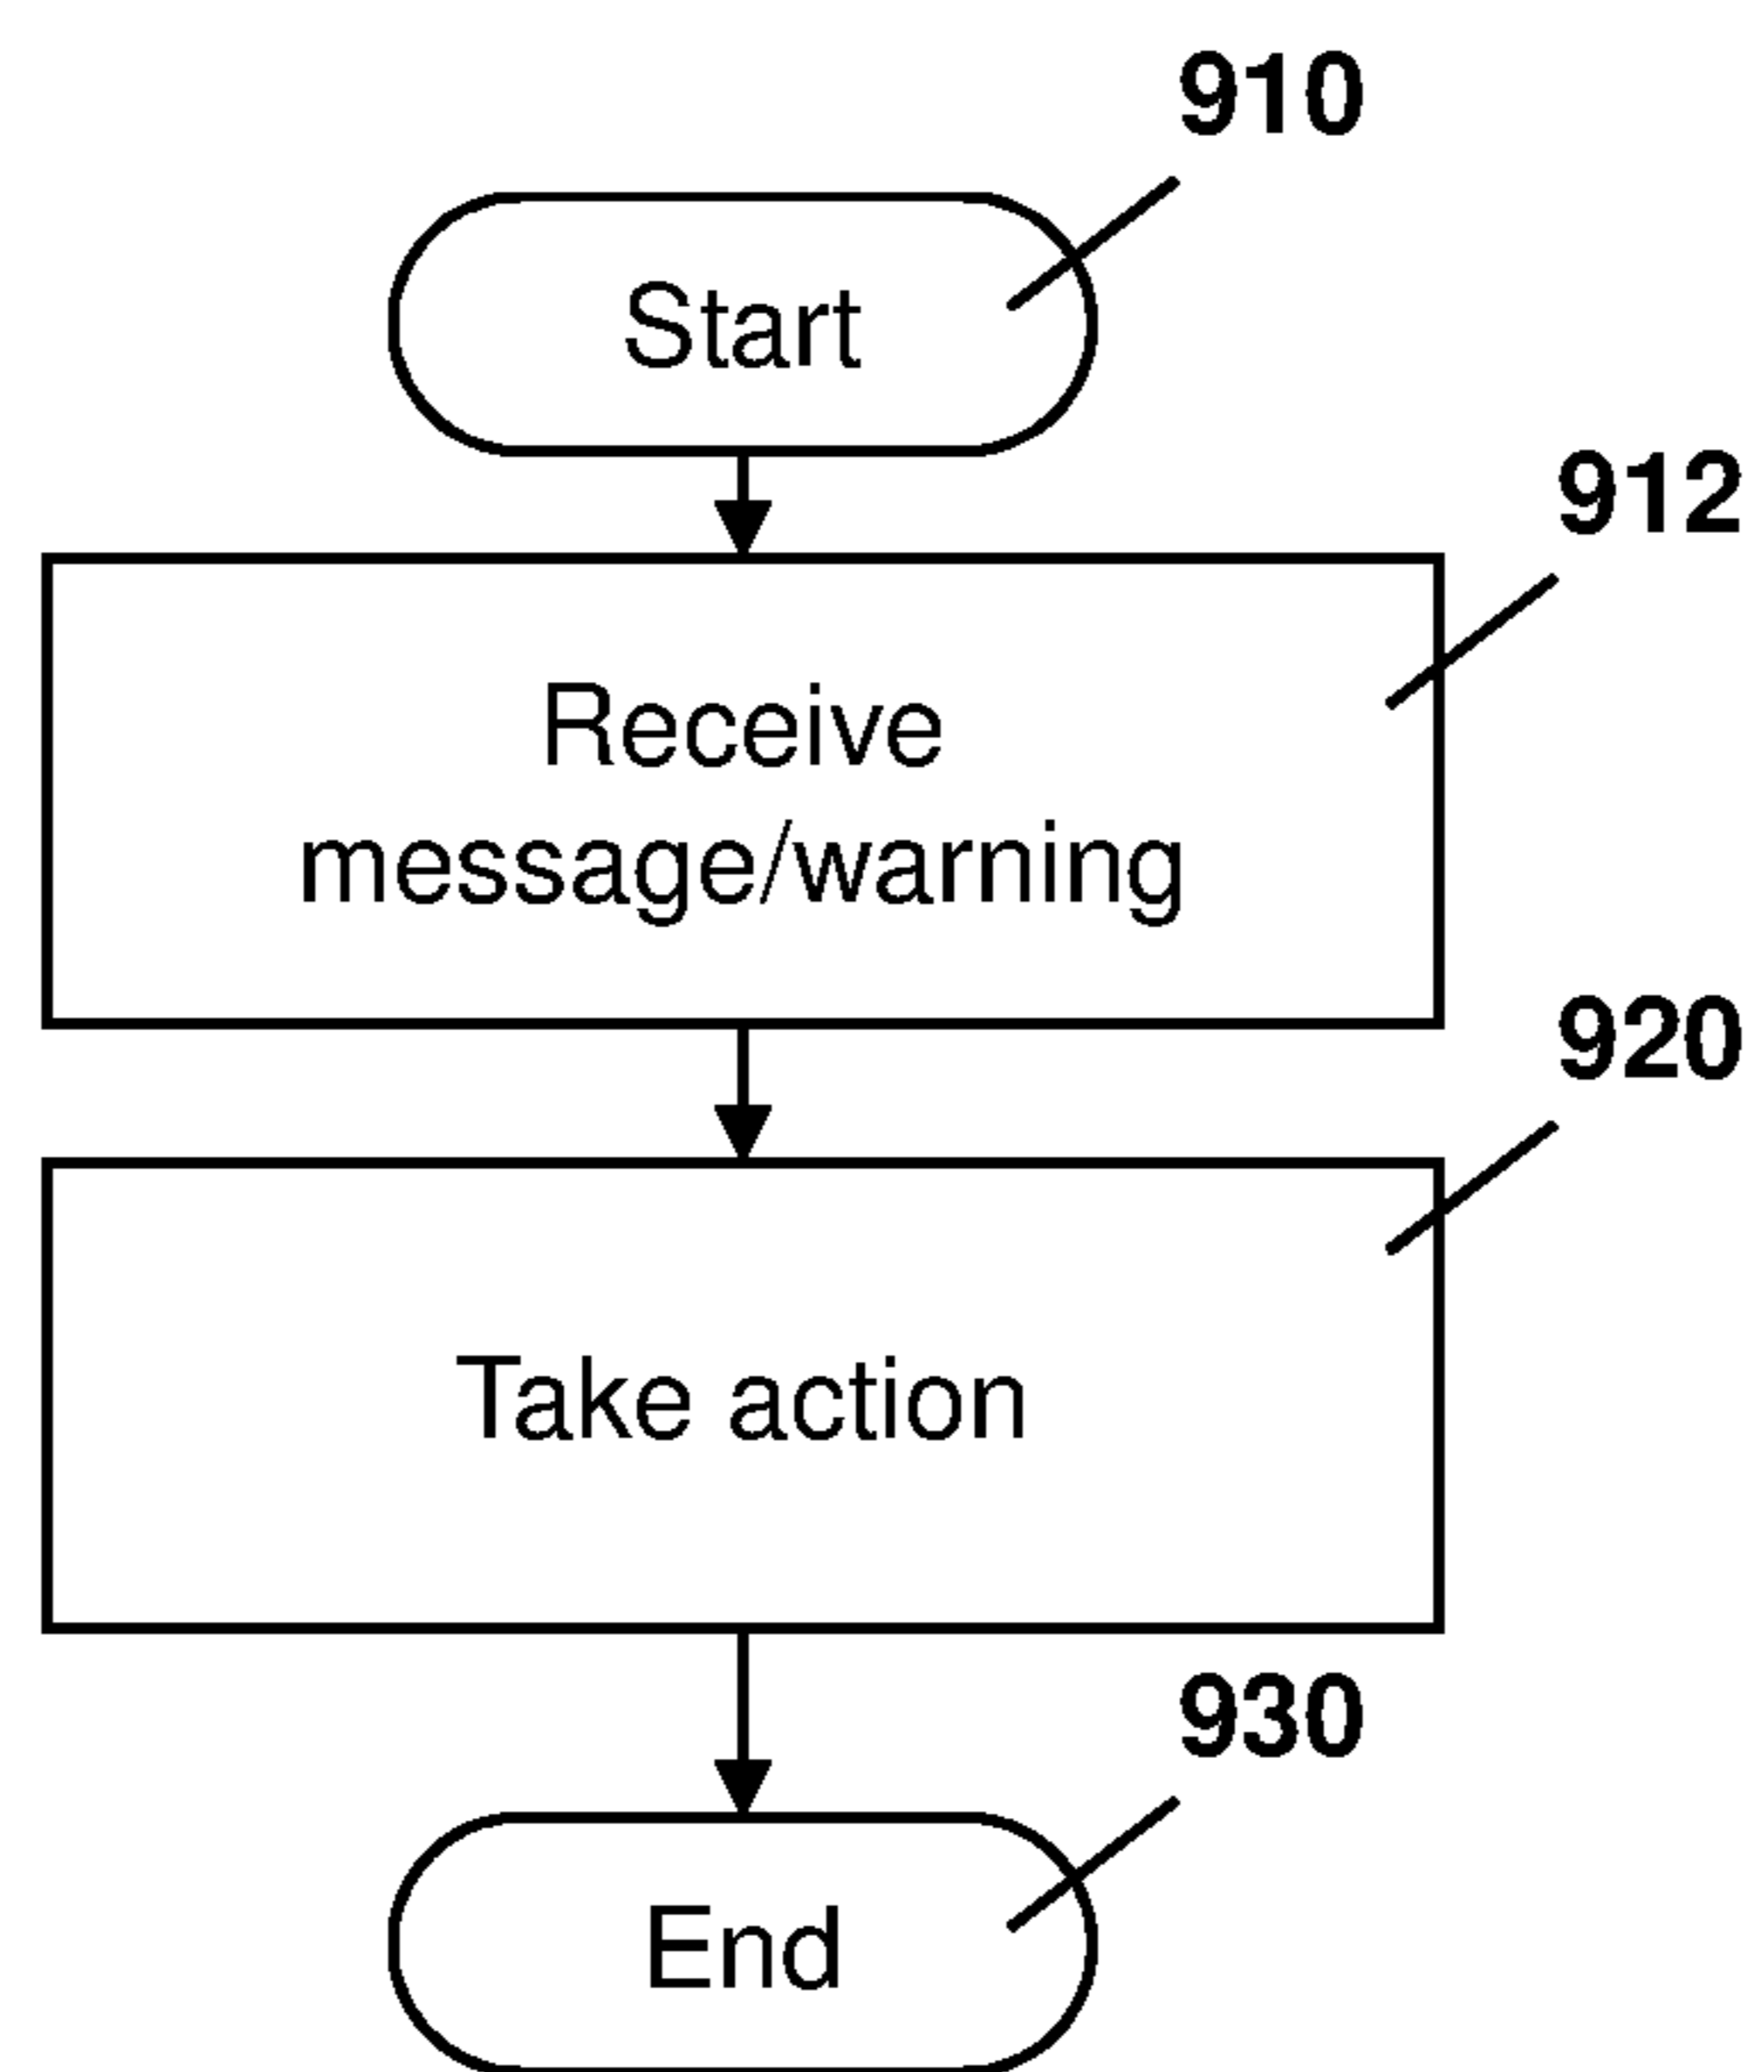 910
Start
912
Receive
message/warning
920
Take action
930
End